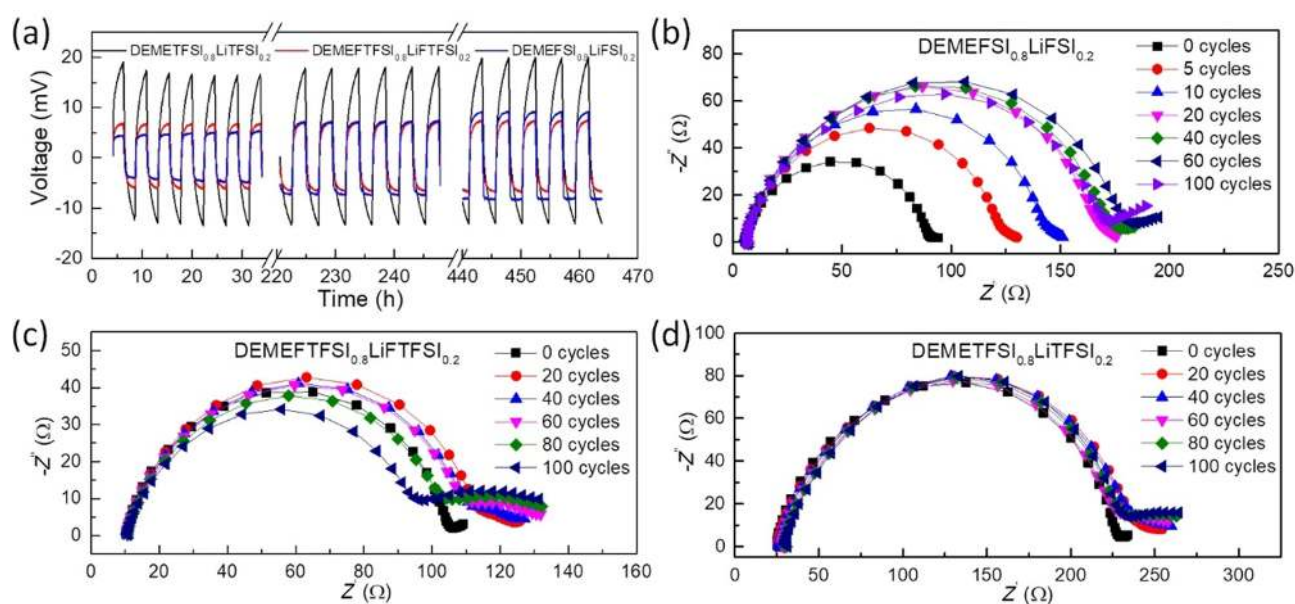 (a)
DEMETFSI0.8LiTFSI0.2
DEMEFTFSI0.8LiFTFSI0.2
DEMEFSI0.8LiFSI0.2
20
10
0
-10
-20
Voltage (mV)
0 10 20 30 220 230 240 440 450 460 470
Time (h)
(b)
DEMEFSI0.8LiFSI0.2
0 cycles
5 cycles
10 cycles
20 cycles
40 cycles
60 cycles
100 cycles
80
60
40
20
0
-Z'' (Ω)
0 50 100 150 200 250
Z' (Ω)
(c)
DEMEFTFSI0.8LiFTFSI0.2
0 cycles
20 cycles
40 cycles
60 cycles
80 cycles
100 cycles
50
40
30
20
10
0
-Z'' (Ω)
0 20 40 60 80 100 120 140 160
Z' (Ω)
(d)
DEMETFSI0.8LiTFSI0.2
0 cycles
20 cycles
40 cycles
60 cycles
80 cycles
100 cycles
100
80
60
40
20
0
-Z'' (Ω)
0 50 100 150 200 250 300
Z' (Ω)